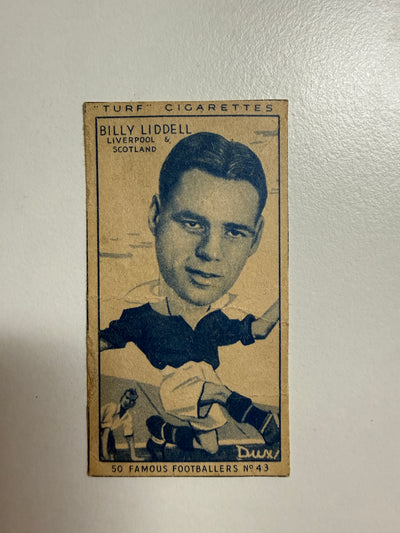 "TURF" CIGARETTES
BILLY LIDDELL
LIVERPOOL &
SCOTLAND
Dux
50 FAMOUS FOOTBALLERS No 43